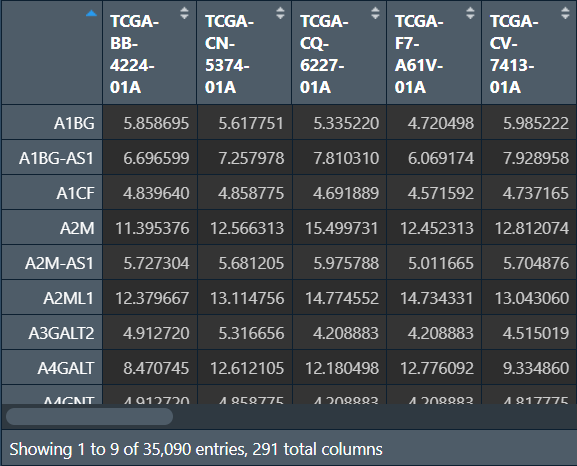 TCGA-BB-4224-01A TCGA-CN-5374-01A TCGA-CQ-6227-01A TCGA-F7-A61V-01A TCGA-CV-7413-01A
A1BG 5.858695 5.617751 5.335220 4.720498 5.985222
A1BG-AS1 6.696599 7.257978 7.810310 6.069174 7.928958
A1CF 4.839640 4.858775 4.691889 4.571592 4.737165
A2M 11.395376 12.566313 15.499731 12.452313 12.812074
A2M-AS1 5.727304 5.681205 5.975788 5.011665 5.704876
A2ML1 12.379667 13.114756 14.774552 14.734331 13.043060
A3GALT2 4.912720 5.316656 4.208883 4.208883 4.515019
A4GALT 8.470745 12.612105 12.180498 12.776092 9.334860
A4GNT 4.912720 4.858775 4.208883 4.208883 4.817775
Showing 1 to 9 of 35,090 entries, 291 total columns